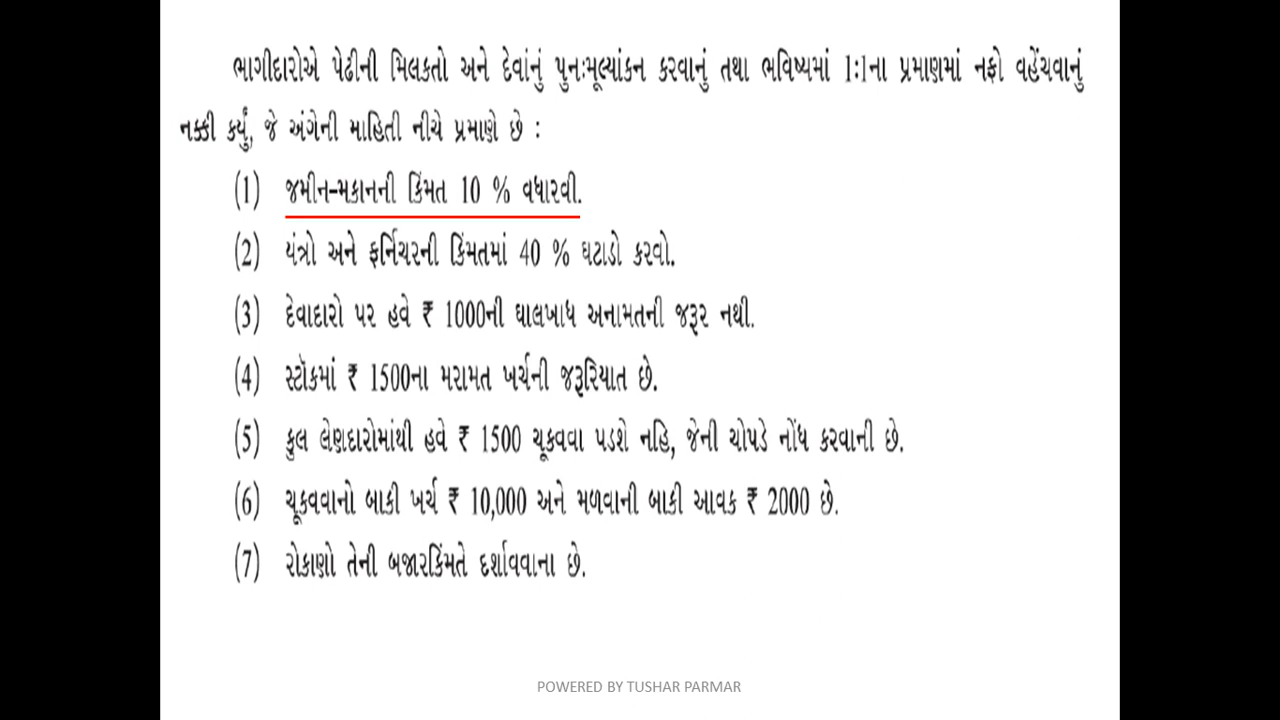 ભાગીદારોએ પેઢીની મિલકતો અને દેવાંનું પુનઃમૂલ્યાંકન કરવાનું તથા ભવિષ્યમાં 1:1ના પ્રમાણમાં નફો વહેંચવાનું
નક્કી કર્યું, જે અંગેની માહિતી નીચે પ્રમાણે છે :
(1) જમીન-મકાનની કિંમત 10 % વધારવી.
(2) યંત્રો અને ફર્નિચરની કિંમતમાં 40 % ઘટાડો કરવો.
(3) દેવાદારો પર હવે ₹ 1000ની ઘાલખાધ અનામતની જરૂર નથી.
(4) સ્ટૉકમાં ₹ 1500ના મરામત ખર્ચની જરૂરિયાત છે.
(5) કુલ લેણદારોમાંથી હવે ₹ 1500 ચૂકવવા પડશે નહિ, જેની ચોપડે નોંધ કરવાની છે.
(6) ચૂકવવાનો બાકી ખર્ચ ₹ 10,000 અને મળવાની બાકી આવક ₹ 2000 છે.
(7) રોકાણો તેની બજારકિંમતે દર્શાવવાના છે.
POWERED BY TUSHAR PARMAR